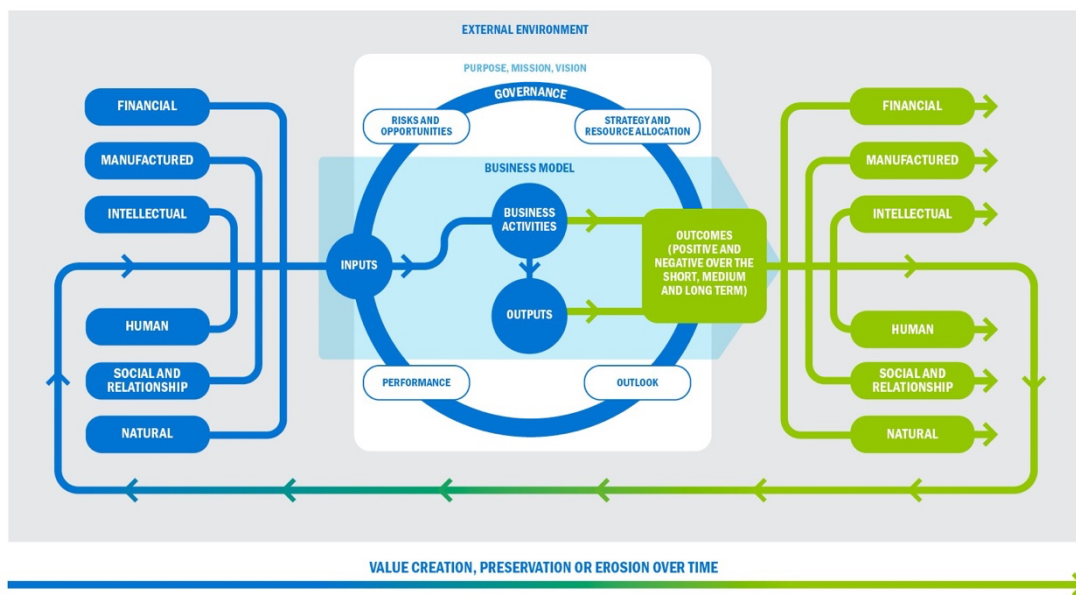 EXTERNAL ENVIRONMENT
PURPOSE, MISSION, VISION
GOVERNANCE
RISKS AND
OPPORTUNITIES
STRATEGY AND
RESOURCE ALLOCATION
FINANCIAL
MANUFACTURED
INTELLECTUAL
HUMAN
SOCIAL AND
RELATIONSHIP
NATURAL
BUSINESS MODEL
INPUTS
BUSINESS
ACTIVITIES
OUTPUTS
OUTCOMES
(POSITIVE AND
NEGATIVE OVER THE
SHORT, MEDIUM
AND LONG TERM)
PERFORMANCE
OUTLOOK
FINANCIAL
MANUFACTURED
INTELLECTUAL
HUMAN
SOCIAL AND
RELATIONSHIP
NATURAL
VALUE CREATION, PRESERVATION OR EROSION OVER TIME